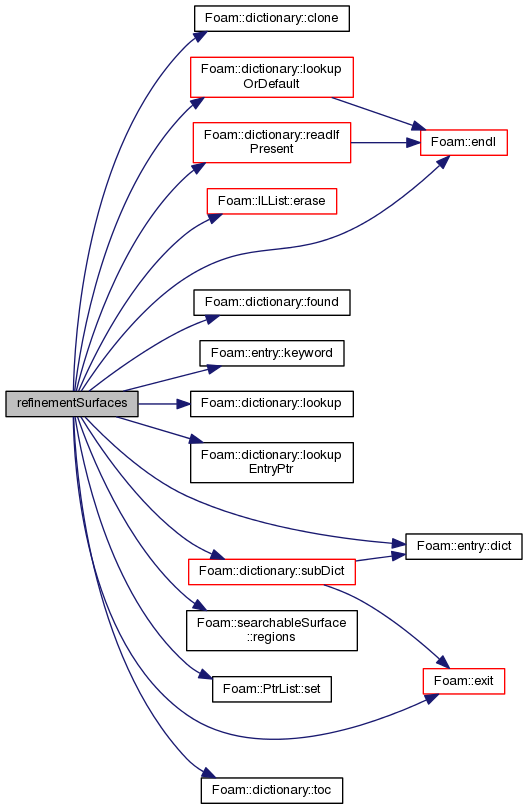 Foam::dictionary::clone
Foam::dictionary::lookup
OrDefault
Foam::dictionary::readIf
Present
Foam::endl
Foam::ILList::erase
Foam::dictionary::found
Foam::entry::keyword
refinementSurfaces
Foam::dictionary::lookup
Foam::dictionary::lookup
EntryPtr
Foam::entry::dict
Foam::dictionary::subDict
Foam::searchableSurface
::regions
Foam::PtrList::set
Foam::exit
Foam::dictionary::toc